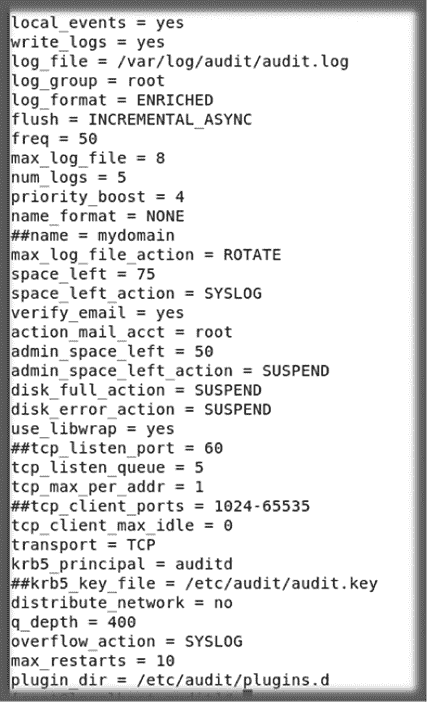 local_events = yes
write_logs = yes
log_file = /var/log/audit/audit.log
log_group = root
log_format = ENRICHED
flush = INCREMENTAL_ASYNC
freq = 50
max_log_file = 8
num_logs = 5
priority_boost = 4
name_format = NONE
##name = mydomain
max_log_file_action = ROTATE
space_left = 75
space_left_action = SYSLOG
verify_email = yes
action_mail_acct = root
admin_space_left = 50
admin_space_left_action = SUSPEND
disk_full_action = SUSPEND
disk_error_action = SUSPEND
use_libwrap = yes
##tcp_listen_port = 60
tcp_listen_queue = 5
tcp_max_per_addr = 1
##tcp_client_ports = 1024-65535
tcp_client_max_idle = 0
transport = TCP
krb5_principal = auditd
##krb5_key_file = /etc/audit/audit.key
distribute_network = no
q_depth = 400
overflow_action = SYSLOG
max_restarts = 10
plugin_dir = /etc/audit/plugins.d